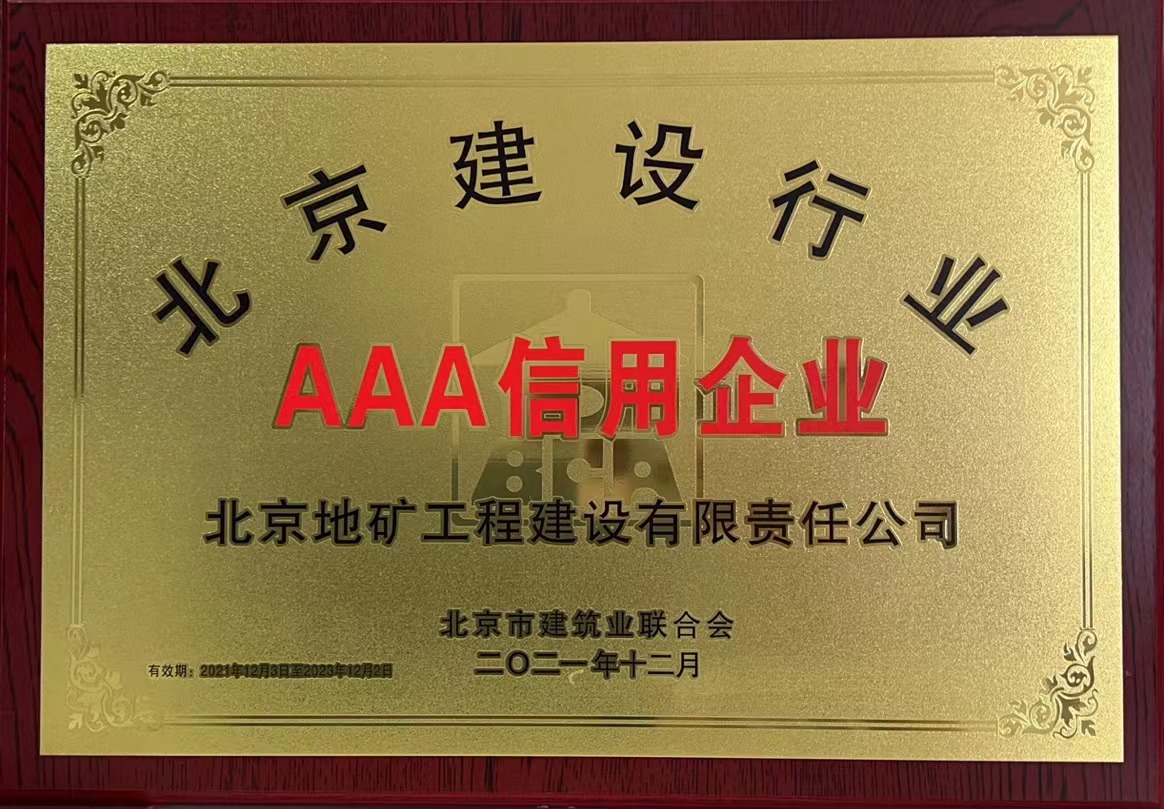 北京建设行业
AAA信用企业
BCA
北京地矿工程建设有限责任公司
北京市建筑业联合会
有效期：2021年12月3日至2023年12月2日
二〇二一年十二月